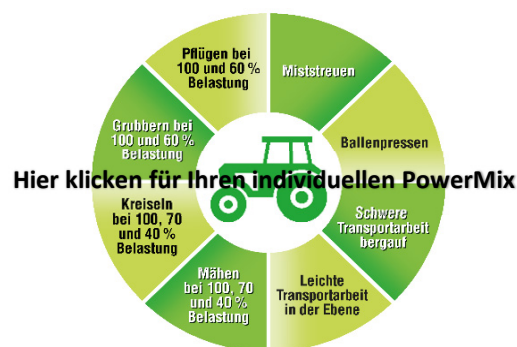 Pflügen bei
100 und 60 %
Belastung
Miststreuen
Grubbern bei
100 und 60 %
Belastung
Ballenpressen
Hier klicken für Ihren individuellen PowerMix
Kreiseln
bei 100, 70
und 40 %
Belastung
Schwere
Transportarbeit
bergauf
Mähen
bei 100, 70
und 40 %
Belastung
Leichte
Transportarbeit
in der Ebene